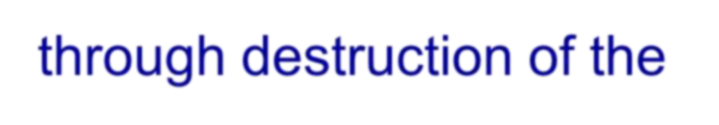 through destruction of the